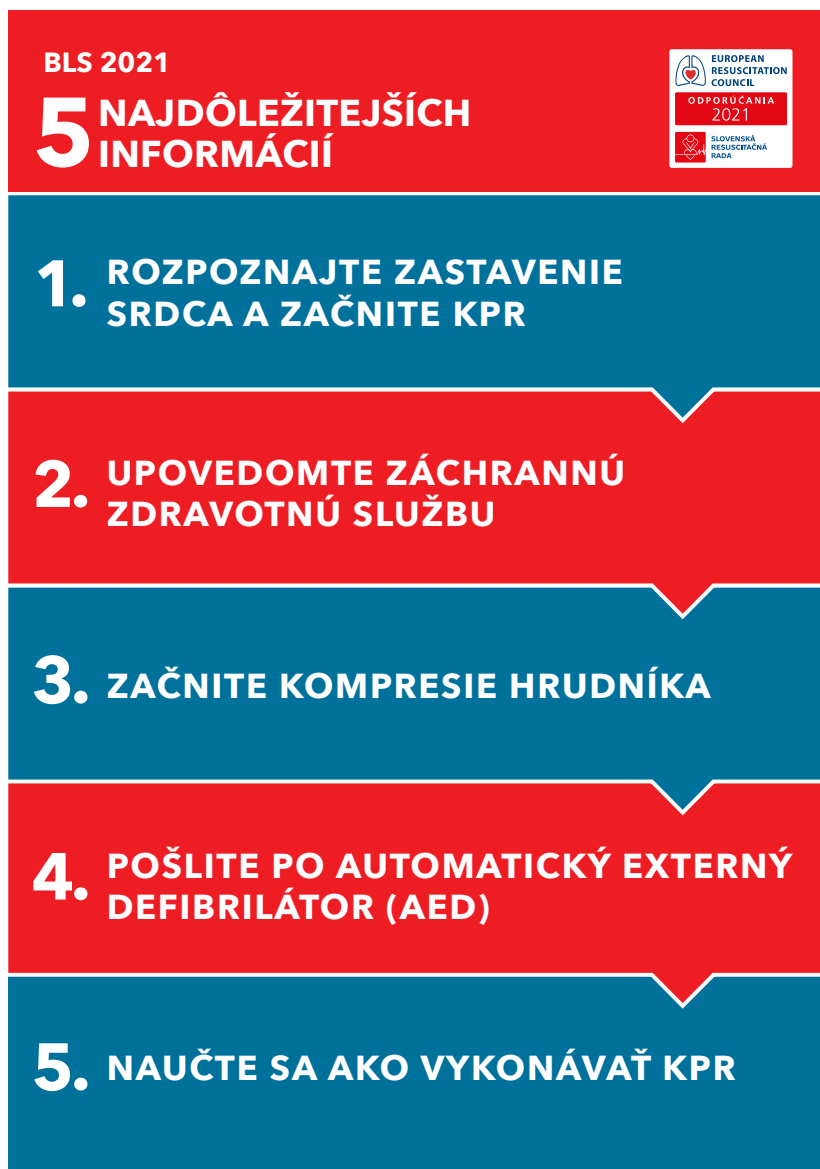 BLS 2021
5 NAJDÔLEŽITEJŠÍCH
INFORMÁCIÍ
EUROPEAN
RESUSCITATION
COUNCIL
ODPORÚČANIA
2021
SLOVENSKÁ
RESUSCITAČNÁ
RADA
1. ROZPOZNAJTE ZASTAVENIE
SRDCA A ZAČNITE KPR
2. UPOVEDOMTE ZÁCHRANNÚ
ZDRAVOTNÚ SLUŽBU
3. ZAČNITE KOMPRESIE HRUDNÍKA
4. POŠLITE PO AUTOMATICKÝ EXTERNÝ
DEFIBRILÁTOR (AED)
5. NAUČTE SA AKO VYKONÁVAŤ KPR